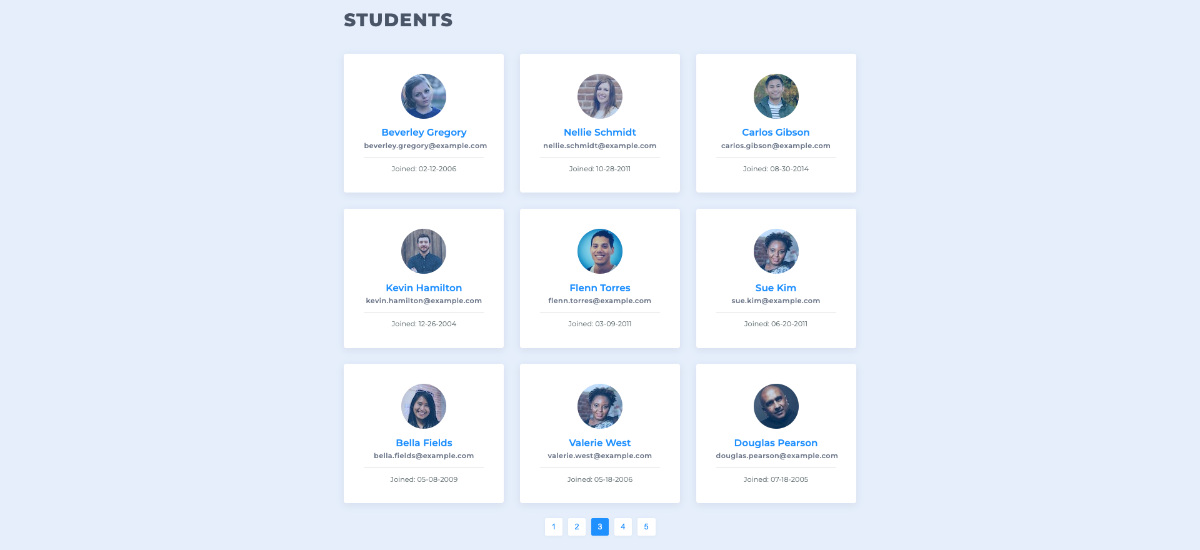 STUDENTS
Beverley Gregory
beverley.gregory@example.com
Joined: 02-12-2006
Nellie Schmidt
nellie.schmidt@example.com
Joined: 10-28-2011
Carlos Gibson
carlos.gibson@example.com
Joined: 08-30-2014
Kevin Hamilton
kevin.hamilton@example.com
Joined: 12-26-2004
Flenn Torres
flenn.torres@example.com
Joined: 03-09-2011
Sue Kim
sue.kim@example.com
Joined: 06-20-2011
Bella Fields
bella.fields@example.com
Joined: 05-08-2009
Valerie West
valerie.west@example.com
Joined: 05-18-2006
Douglas Pearson
douglas.pearson@example.com
Joined: 07-18-2005
1 2 3 4 5